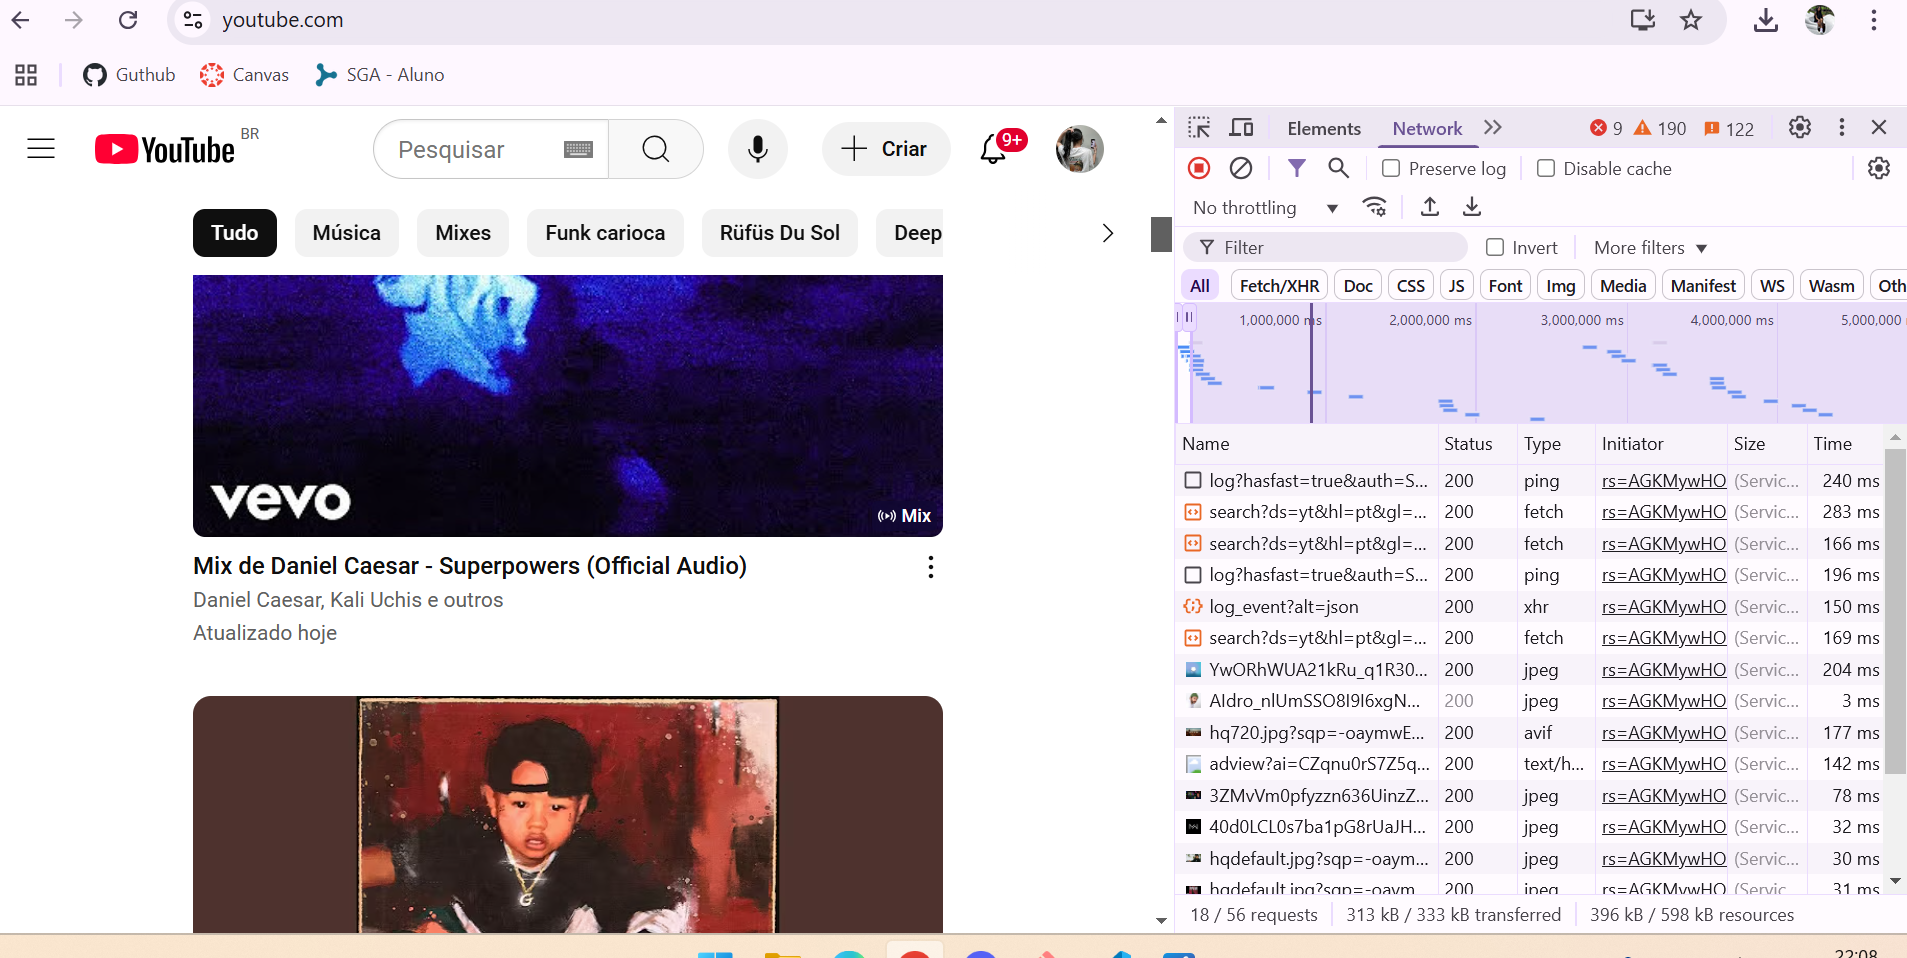 youtube.com
Guthub Canvas SGA - Aluno
YouTube BR
Pesquisar
Criar
9+
Tudo Música Mixes Funk carioca Rüfüs Du Sol Deep
vevo
Mix
Mix de Daniel Caesar - Superpowers (Official Audio)
Daniel Caesar, Kali Uchis e outros
Atualizado hoje
G
Elements Network 9 190 122
Preserve log Disable cache
No throttling
Filter Invert More filters
All Fetch/XHR Doc CSS JS Font Img Media Manifest WS Wasm Oth
1,000,000 ms 2,000,000 ms 3,000,000 ms 4,000,000 ms 5,000,000
Name Status Type Initiator Size Time
log?hasfast=true&auth=S... 200 ping rs=AGKMywHO (Servic... 240 ms
search?ds=yt&hl=pt&gl=... 200 fetch rs=AGKMywHO (Servic... 283 ms
search?ds=yt&hl=pt&gl=... 200 fetch rs=AGKMywHO (Servic... 166 ms
log?hasfast=true&auth=S... 200 ping rs=AGKMywHO (Servic... 196 ms
log_event?alt=json 200 xhr rs=AGKMywHO (Servic... 150 ms
search?ds=yt&hl=pt&gl=... 200 fetch rs=AGKMywHO (Servic... 169 ms
YwORhWUA21kRu_q1R30... 200 jpeg rs=AGKMywHO (Servic... 204 ms
AIdro_nlUmSSO8I9I6xgN... 200 jpeg rs=AGKMywHO (Servic... 3 ms
hq720.jpg?sqp=-oaymwE... 200 avif rs=AGKMywHO (Servic... 177 ms
adview?ai=CZqnu0rS7Z5q... 200 text/h... rs=AGKMywHO (Servic... 142 ms
3ZMvVm0pfyzzn636UinzZ... 200 jpeg rs=AGKMywHO (Servic... 78 ms
40d0LCL0s7ba1pG8rUaJH... 200 jpeg rs=AGKMywHO (Servic... 32 ms
hqdefault.jpg?sqp=-oaym... 200 jpeg rs=AGKMywHO (Servic... 30 ms
hqdefault.jpg?sqp=-oaym... 200 jpeg rs=AGKMywHO (Servic... 31 ms
18 / 56 requests 313 kB / 333 kB transferred 396 kB / 598 kB resources
22:08